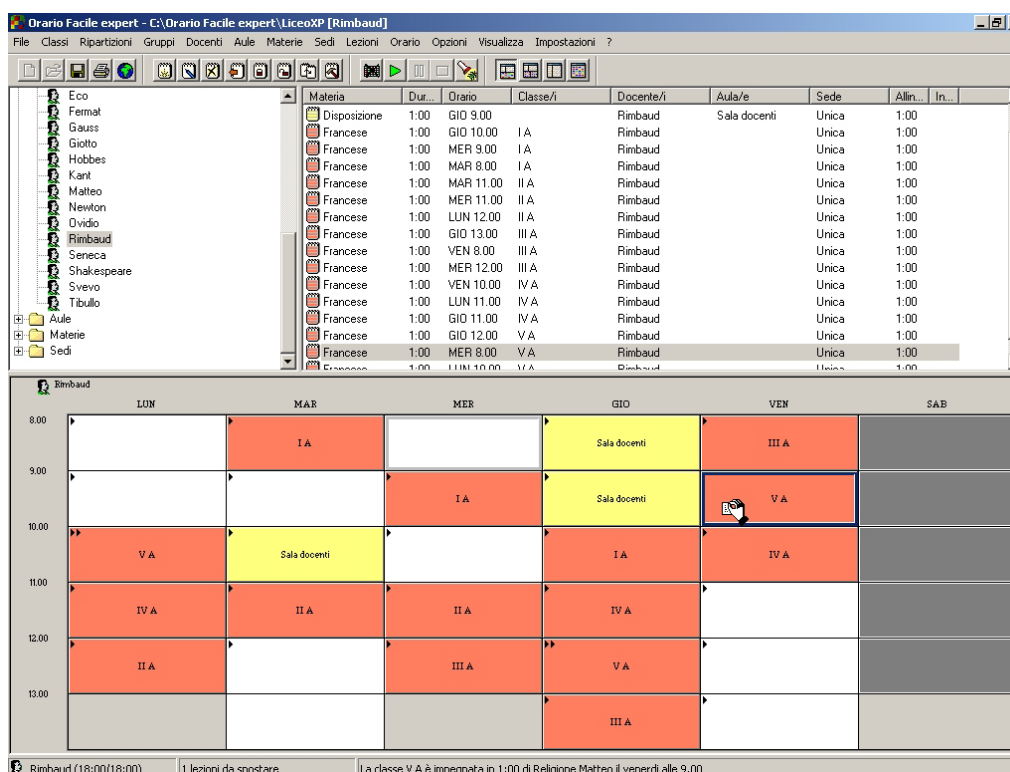 Orario Facile expert - C:\Orario Facile expert\LiceoXP [Rimbaud]
File Classi Ripartizioni Gruppi Docenti Aule Materie Sedi Lezioni Orario Opzioni Visualizza Impostazioni ?
Eco
Fermat
Gauss
Giotto
Hobbes
Kant
Matteo
Newton
Ovidio
Rimbaud
Seneca
Shakespeare
Svevo
Tibullo
Aule
Materie
Sedi
Materia Dur... Orario Classe/i Docente/i Aula/e Sede Allin... In...
Disposizione 1:00 GIO 9.00 Rimbaud Sala docenti Unica 1:00
Francese 1:00 GIO 10.00 I A Rimbaud Unica 1:00
Francese 1:00 MER 9.00 I A Rimbaud Unica 1:00
Francese 1:00 MAR 8.00 I A Rimbaud Unica 1:00
Francese 1:00 MAR 11.00 II A Rimbaud Unica 1:00
Francese 1:00 MER 11.00 II A Rimbaud Unica 1:00
Francese 1:00 LUN 12.00 II A Rimbaud Unica 1:00
Francese 1:00 GIO 13.00 III A Rimbaud Unica 1:00
Francese 1:00 VEN 8.00 III A Rimbaud Unica 1:00
Francese 1:00 MER 12.00 III A Rimbaud Unica 1:00
Francese 1:00 VEN 10.00 IV A Rimbaud Unica 1:00
Francese 1:00 LUN 11.00 IV A Rimbaud Unica 1:00
Francese 1:00 GIO 11.00 IV A Rimbaud Unica 1:00
Francese 1:00 GIO 12.00 V A Rimbaud Unica 1:00
Francese 1:00 MER 8.00 V A Rimbaud Unica 1:00
Francese 1:00 LUN 10.00 V A Rimbaud Unica 1:00
Rimbaud
LUN MAR MER GIO VEN SAB
8.00
I A Sala docenti III A
9.00
I A Sala docenti V A
10.00
V A Sala docenti I A IV A
11.00
IV A II A II A IV A
12.00
II A III A V A
13.00
III A
Rimbaud (18:00/18:00) 1 lezioni da spostare La classe V A è impegnata in 1:00 di Religione Matteo il venerdì alle 9.00